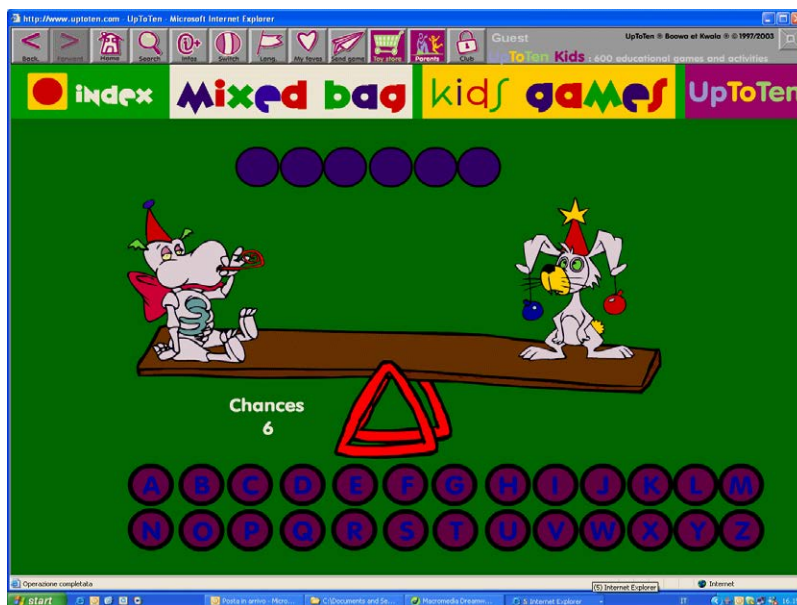 http://www.uptoten.com - UpToTen - Microsoft Internet Explorer
Back. Forward Home Search Infos Switch Lang. My faves Send game Toy store Parents Club
Guest
UpToTen ® Boowa et Kwala ® © 1997/2003
UpToTen Kids : 600 educational games and activities
index Mixed bag kids games UpToTen
Chances
6
A B C D E F G H I J K L M
N O P Q R S T U V W X Y Z
Operazione completata
(5) Internet Explorer
Internet
start
Posta in arrivo - Micro...
C:\Documents and Se...
Macromedia Dreamw...
5 Internet Explorer
IT